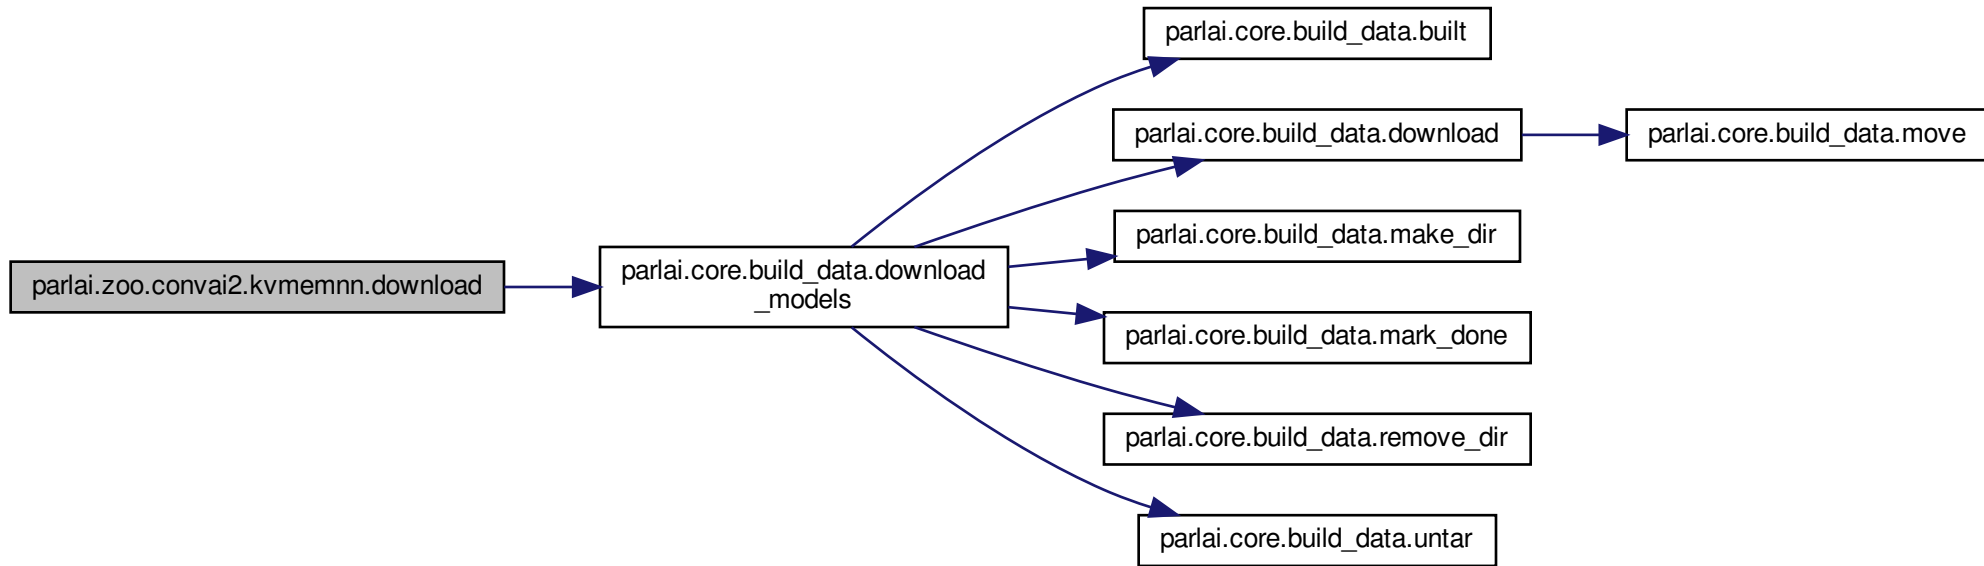 parlai.zoo.convai2.kvmemnn.download
parlai.core.build_data.download
_models
parlai.core.build_data.built
parlai.core.build_data.download
parlai.core.build_data.move
parlai.core.build_data.make_dir
parlai.core.build_data.mark_done
parlai.core.build_data.remove_dir
parlai.core.build_data.untar